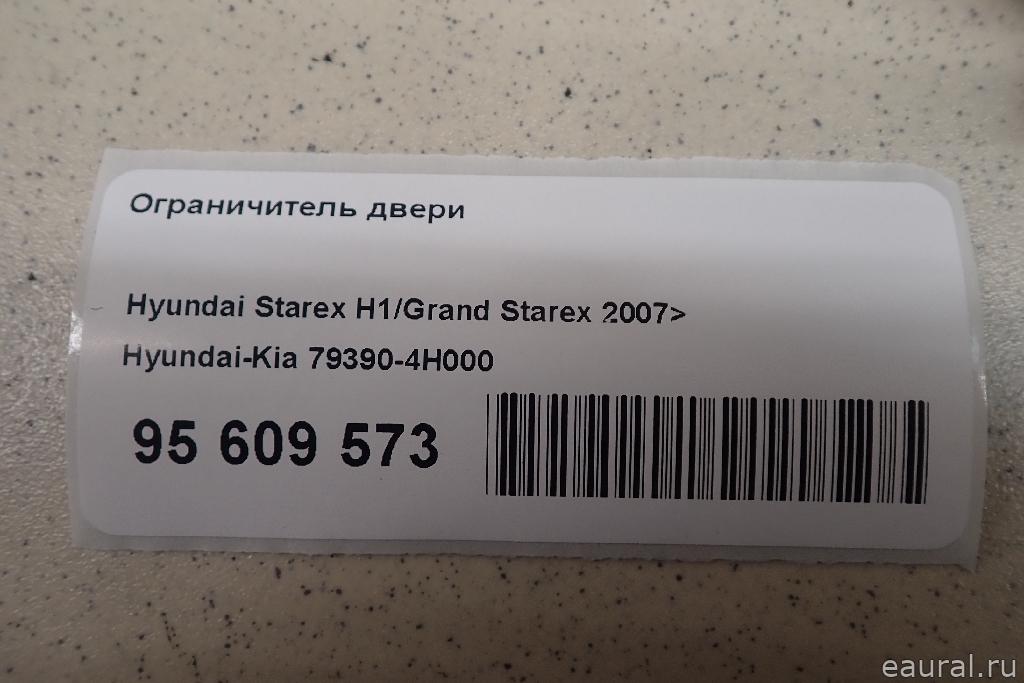 Ограничитель двери
Hyundai Starex H1/Grand Starex 2007>
Hyundai-Kia 79390-4H000
95 609 573
eaural.ru